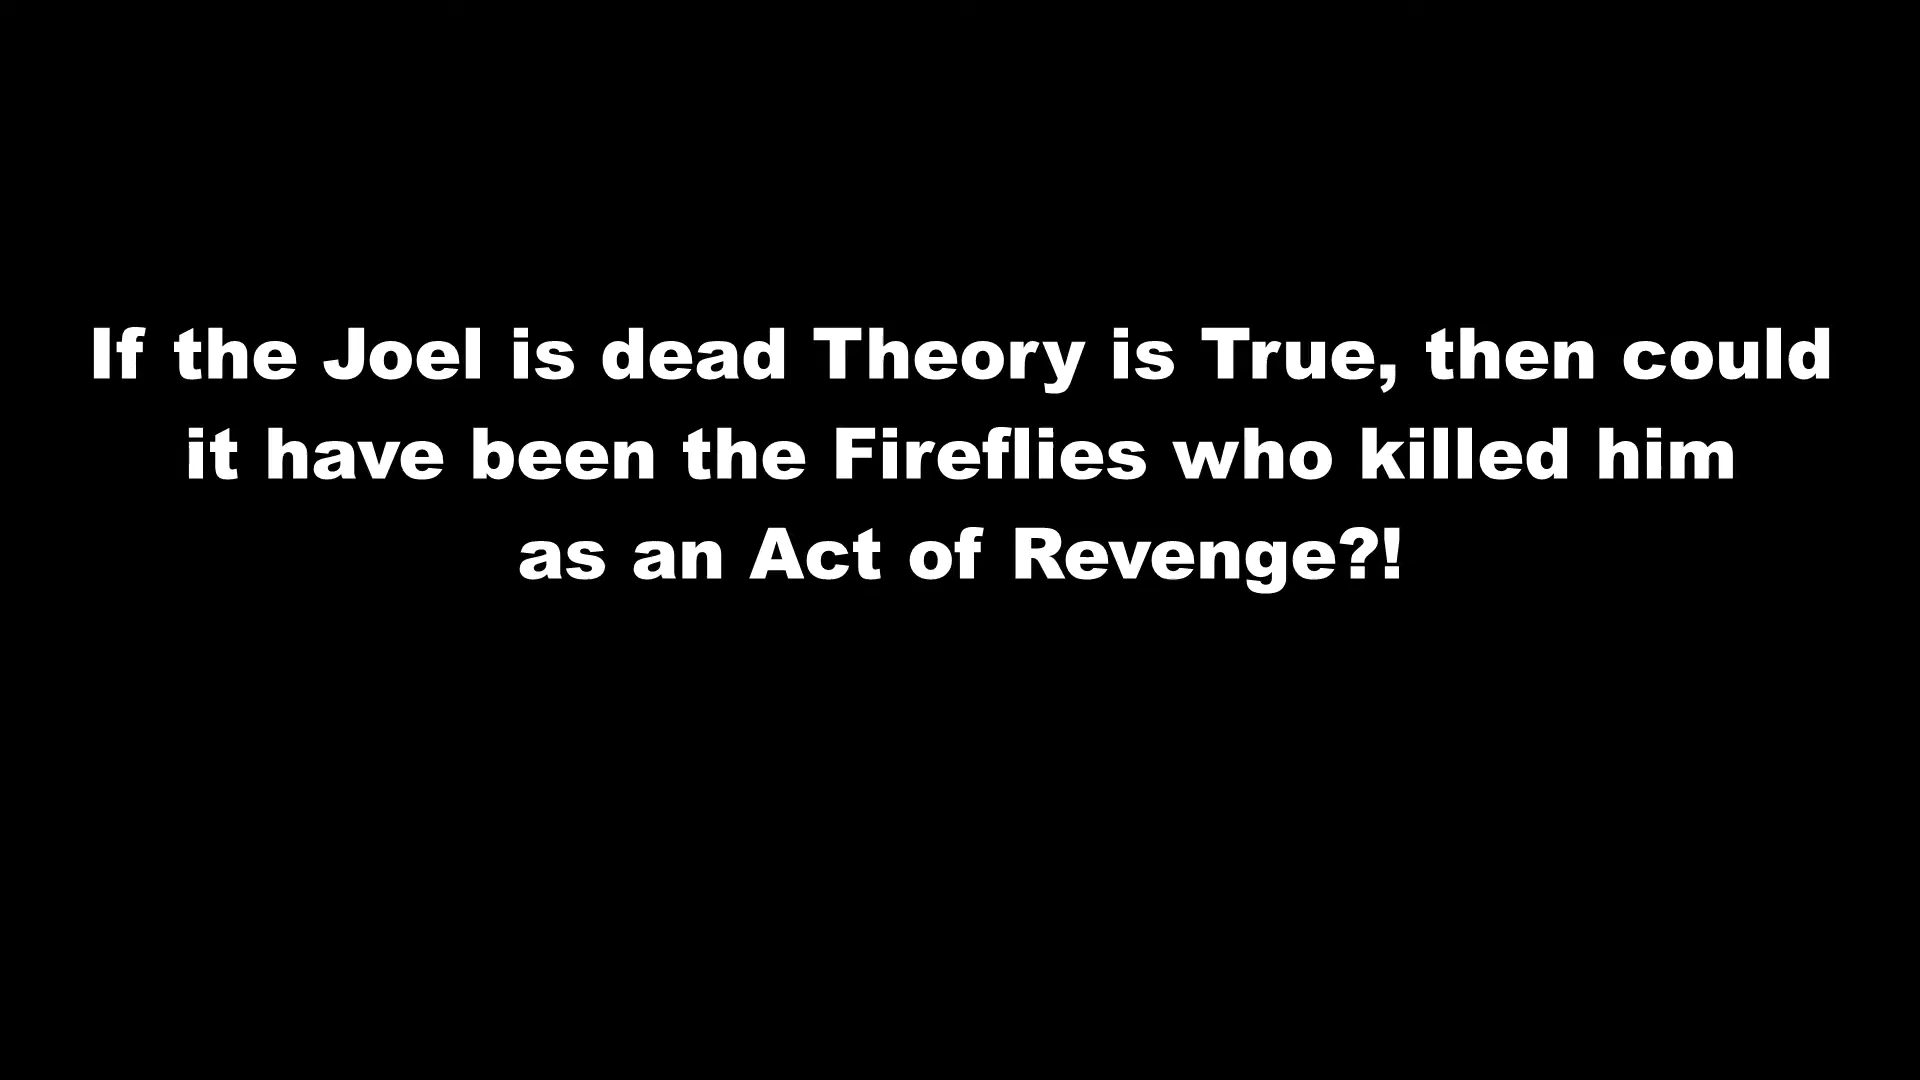 If the Joel is dead Theory is True, then could
it have been the Fireflies who killed him
as an Act of Revenge?!